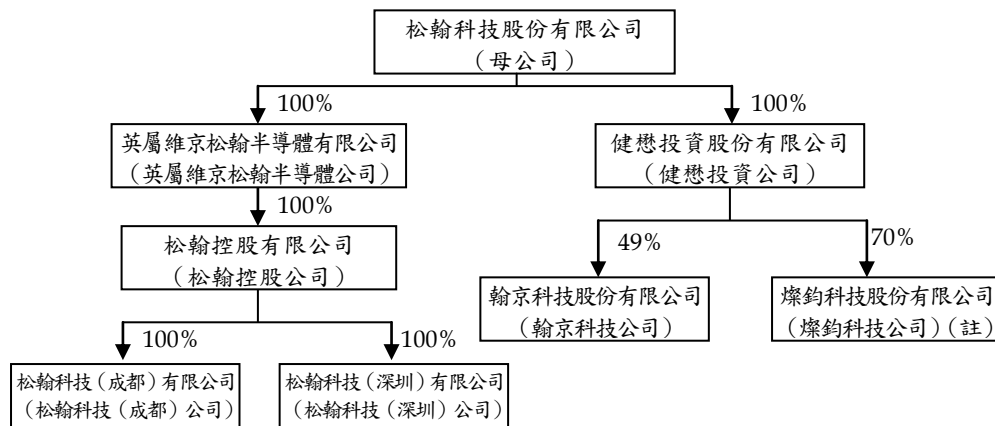 松翰科技股份有限公司
（母公司）
100%
100%
英屬維京松翰半導體有限公司
（英屬維京松翰半導體公司）
健懋投資股份有限公司
（健懋投資公司）
100%
松翰控股有限公司
（松翰控股公司）
49%
70%
翰京科技股份有限公司
（翰京科技公司）
燦鈞科技股份有限公司
（燦鈞科技公司）（註）
100%
100%
松翰科技（成都）有限公司
（松翰科技（成都）公司）
松翰科技（深圳）有限公司
（松翰科技（深圳）公司）